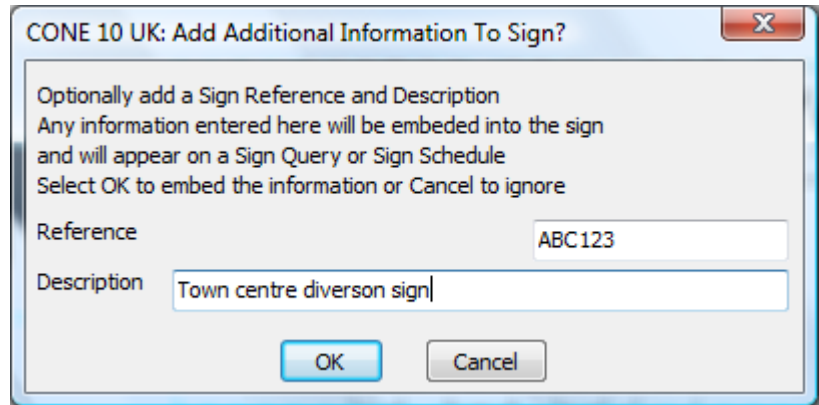 CONE 10 UK: Add Additional Information To Sign?
Optionally add a Sign Reference and Description
Any information entered here will be embeded into the sign
and will appear on a Sign Query or Sign Schedule
Select OK to embed the information or Cancel to ignore
Reference ABC123
Description Town centre diverson sign
OK Cancel